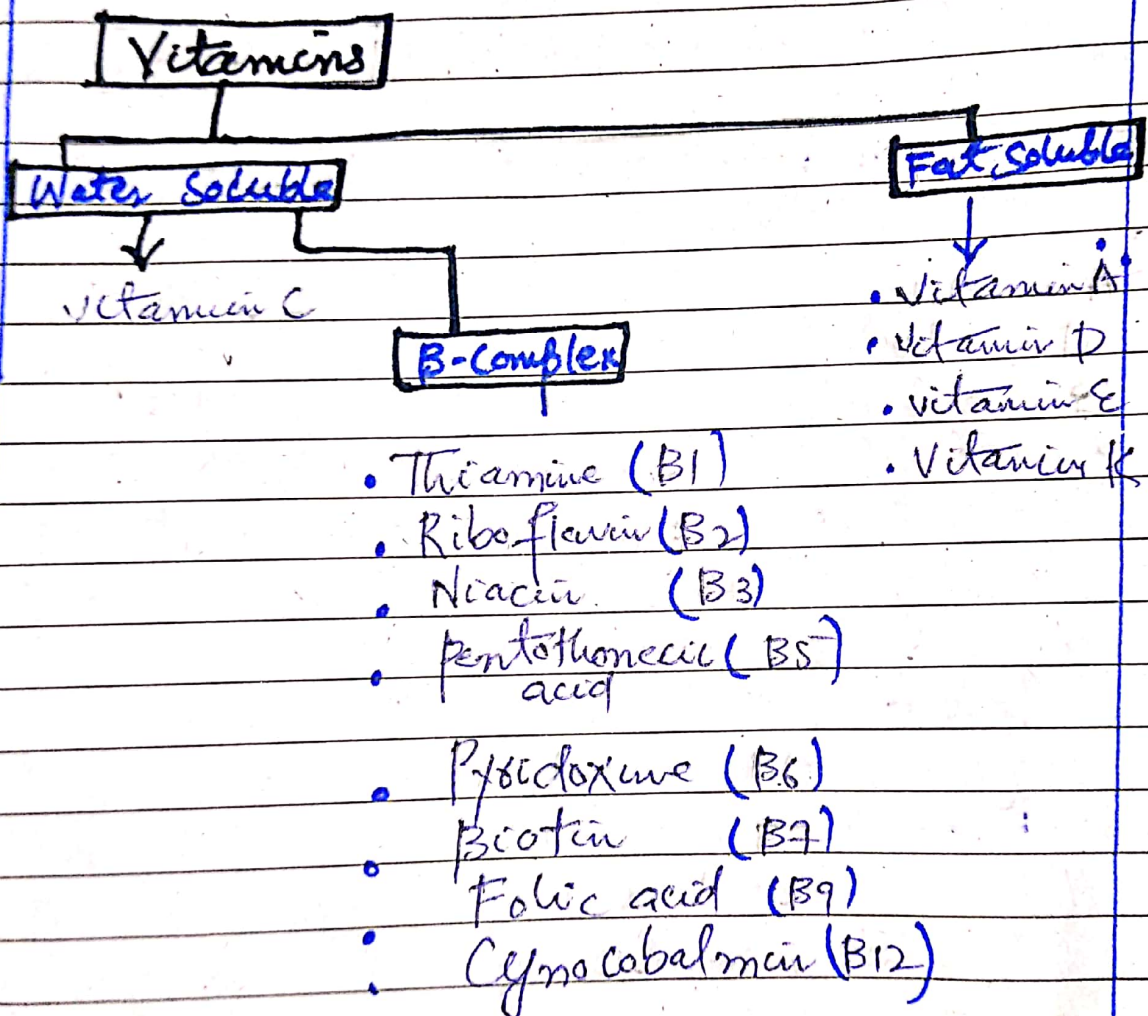 Vitamins
Water Soluble
Fat Soluble
vitamin C
B-Complex
• Vitamin A
• Vitamin D
• vitamin E
• Vitamin K
• Thiamine (B1)
• Riboflavin (B2)
• Niacin (B3)
• Pentothonecic (B5)
acid
• Pyridoxine (B6)
• Biotin (B7)
• Folic acid (B9)
• Cynocobalmin (B12)